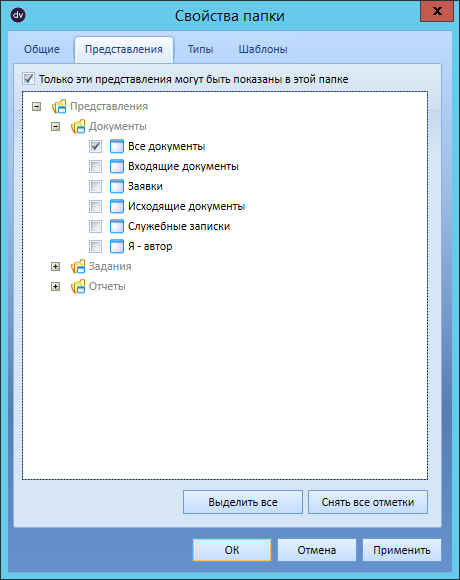 dv
Свойства папки
x
Общие Представления Типы Шаблоны
Только эти представления могут быть показаны в этой папке
Представления
Документы
Все документы
Входящие документы
Заявки
Исходящие документы
Служебные записки
Я - автор
Задания
Отчеты
Выделить все Снять все отметки
ОК Отмена Применить